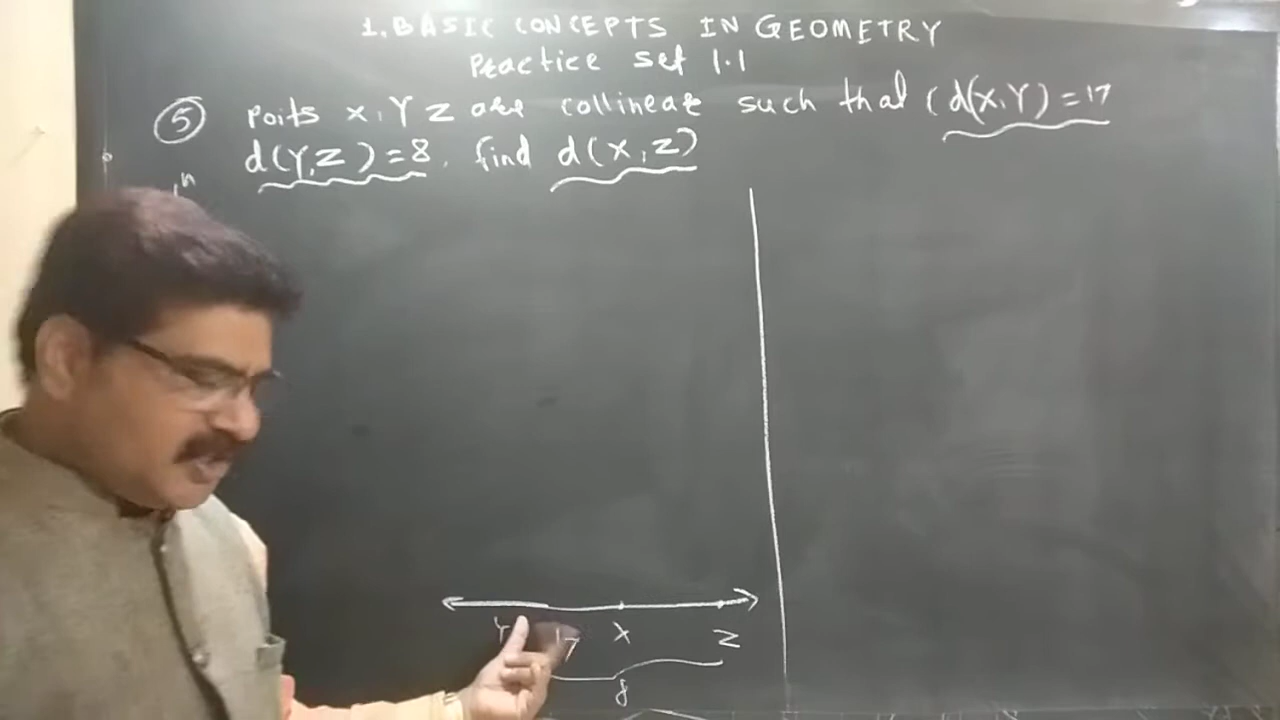 1. BASIC CONCEPTS IN GEOMETRY
Practice set 1.1
5 Poits X, Y Z are collinear such that (d(X,Y) = 17
d(Y,Z) = 8. find d(X,Z)
n
Y 17 X Z
8